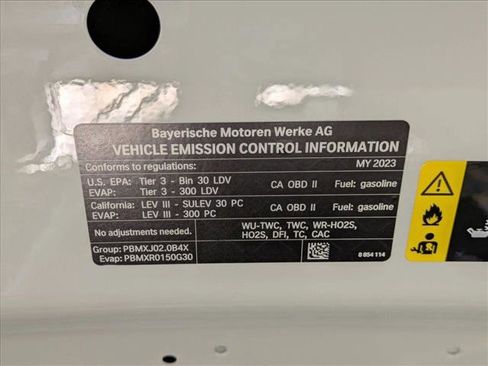 Bayerische Motoren Werke AG
VEHICLE EMISSION CONTROL INFORMATION
Conforms to regulations: MY 2023
U.S. EPA: Tier 3 - Bin 30 LDV CA OBD II Fuel: gasoline
EVAP: Tier 3 - 300 LDV
California: LEV III - SULEV 30 PC CA OBD II Fuel: gasoline
EVAP: LEV III - 300 PC
No adjustments needed. WU-TWC, TWC, WR-HO2S,
HO2S, DFI, TC, CAC
Group: PBMXJ02.0B4X
Evap: PBMXR0150G30 8 654 114